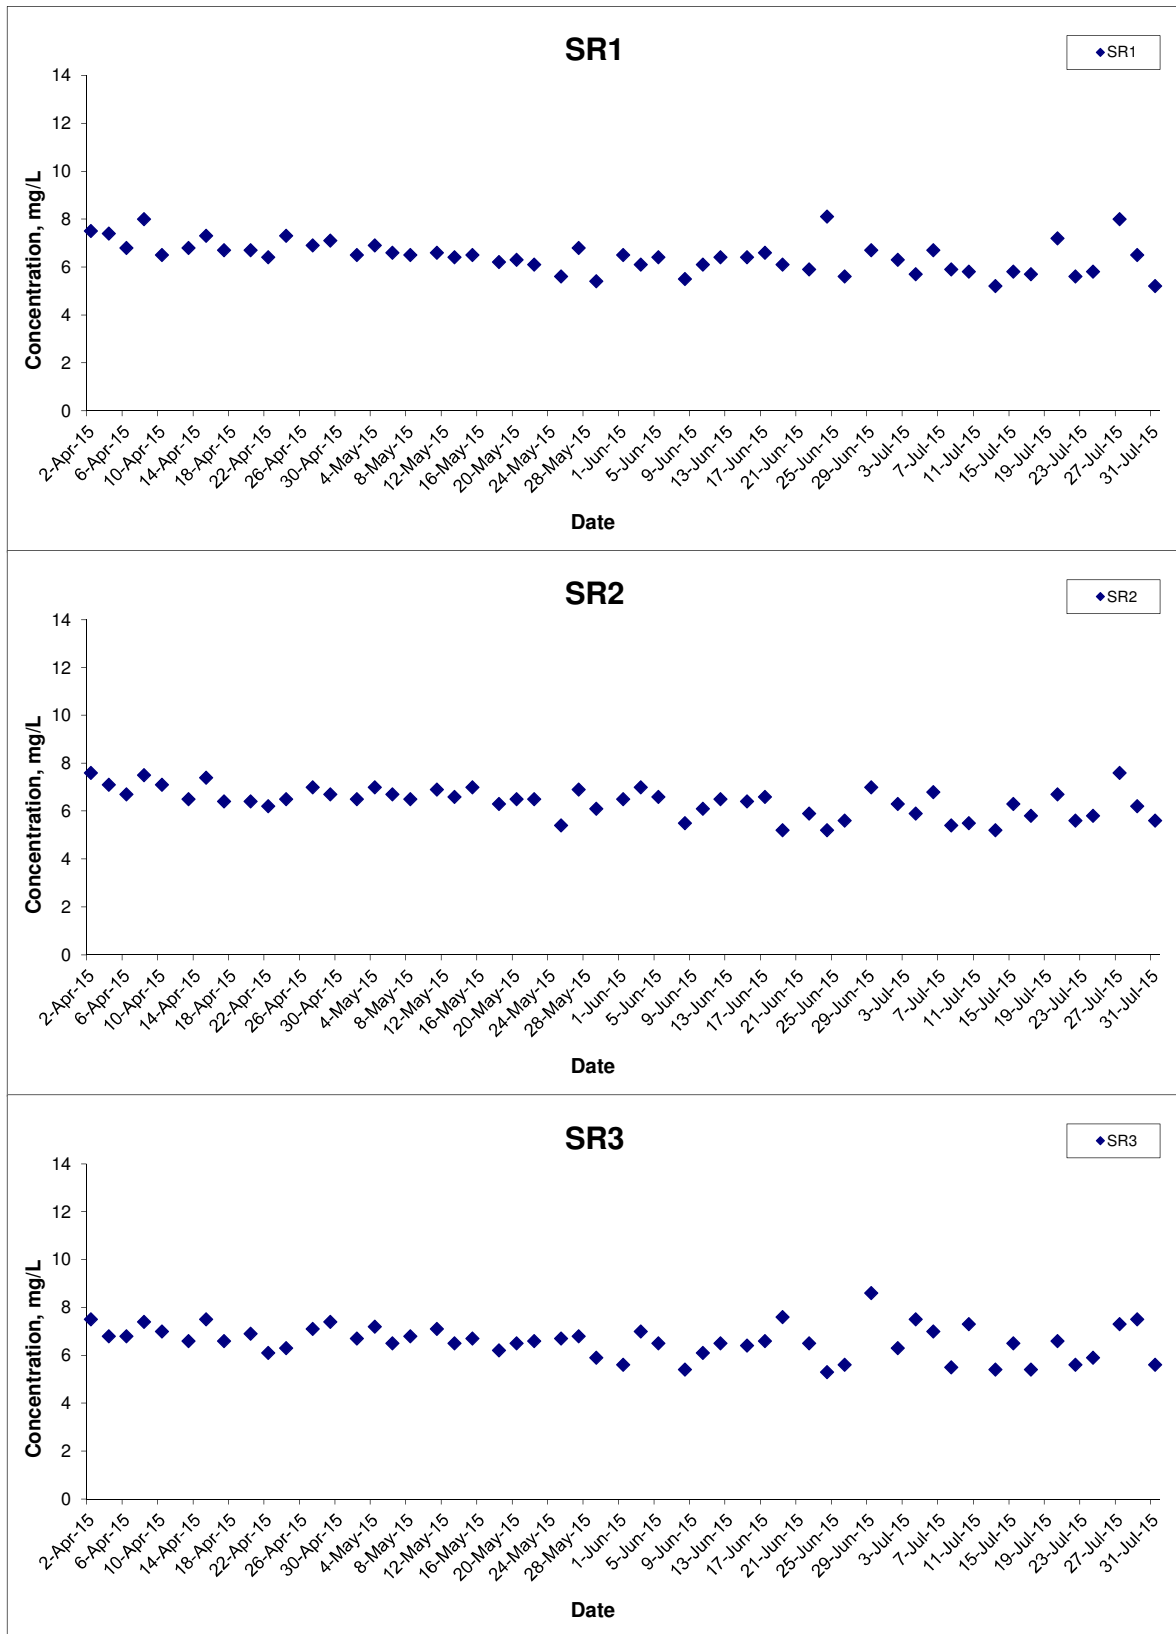 SR1
SR1
14
12
10
8
6
4
2
0
Concentration, mg/L
2-Apr-15
6-Apr-15
10-Apr-15
14-Apr-15
18-Apr-15
22-Apr-15
26-Apr-15
30-Apr-15
4-May-15
8-May-15
12-May-15
16-May-15
20-May-15
24-May-15
28-May-15
1-Jun-15
5-Jun-15
9-Jun-15
13-Jun-15
17-Jun-15
21-Jun-15
25-Jun-15
29-Jun-15
3-Jul-15
7-Jul-15
11-Jul-15
15-Jul-15
19-Jul-15
23-Jul-15
27-Jul-15
31-Jul-15
Date
SR2
SR2
14
12
10
8
6
4
2
0
Concentration, mg/L
2-Apr-15
6-Apr-15
10-Apr-15
14-Apr-15
18-Apr-15
22-Apr-15
26-Apr-15
30-Apr-15
4-May-15
8-May-15
12-May-15
16-May-15
20-May-15
24-May-15
28-May-15
1-Jun-15
5-Jun-15
9-Jun-15
13-Jun-15
17-Jun-15
21-Jun-15
25-Jun-15
29-Jun-15
3-Jul-15
7-Jul-15
11-Jul-15
15-Jul-15
19-Jul-15
23-Jul-15
27-Jul-15
31-Jul-15
Date
SR3
SR3
14
12
10
8
6
4
2
0
Concentration, mg/L
2-Apr-15
6-Apr-15
10-Apr-15
14-Apr-15
18-Apr-15
22-Apr-15
26-Apr-15
30-Apr-15
4-May-15
8-May-15
12-May-15
16-May-15
20-May-15
24-May-15
28-May-15
1-Jun-15
5-Jun-15
9-Jun-15
13-Jun-15
17-Jun-15
21-Jun-15
25-Jun-15
29-Jun-15
3-Jul-15
7-Jul-15
11-Jul-15
15-Jul-15
19-Jul-15
23-Jul-15
27-Jul-15
31-Jul-15
Date